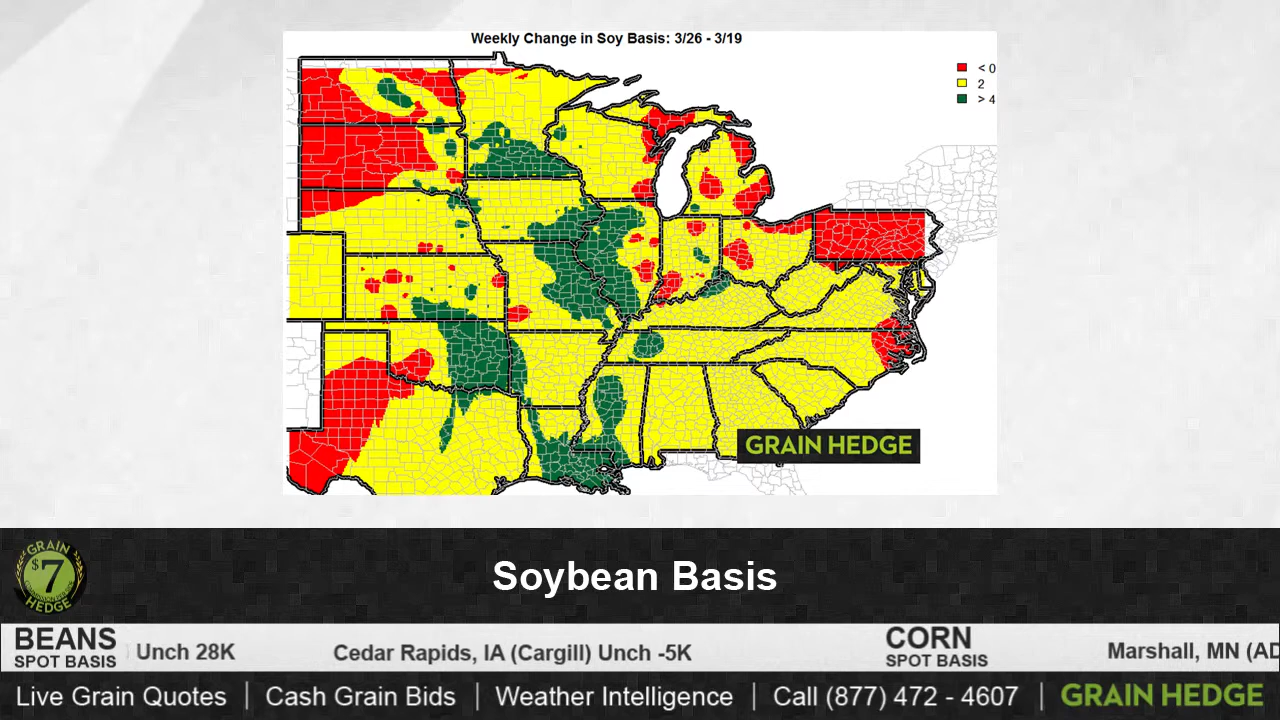 Weekly Change in Soy Basis: 3/26 - 3/19
< 0
2
> 4
GRAIN HEDGE
Soybean Basis
GRAIN
$7
HEDGE
BEANS
SPOT BASIS
Unch 28K
Cedar Rapids, IA (Cargill) Unch -5K
CORN
SPOT BASIS
Marshall, MN (AD
Live Grain Quotes | Cash Grain Bids | Weather Intelligence | Call (877) 472 - 4607 | GRAIN HEDGE